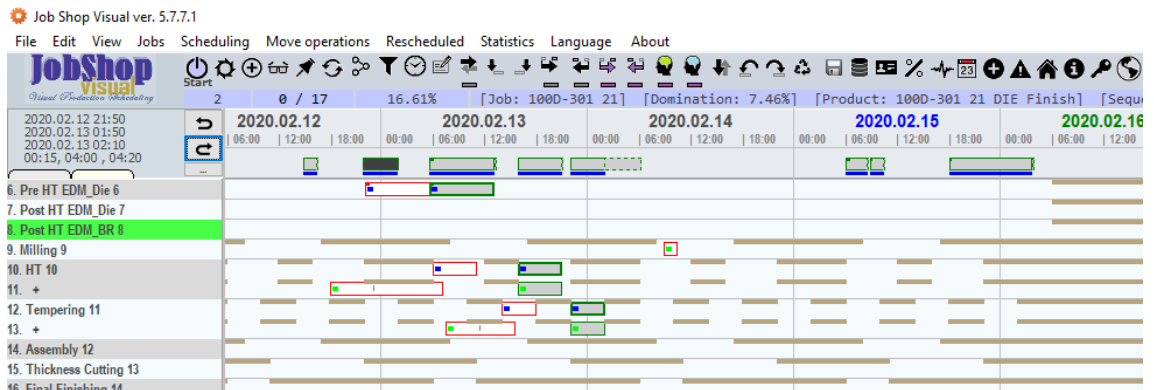 Job Shop Visual ver. 5.7.7.1
File Edit View Jobs Scheduling Move operations Rescheduled Statistics Language About
JobShop
Visual
Visual Production Scheduling
Start
23
2 0 / 17 16.61% [Job: 100D-301 21] [Domination: 7.46%] [Product: 100D-301 21 DIE Finish] [Sequ
2020.02.12 21:50
2020.02.13 01:50
2020.02.13 02:10
00:15, 04:00 , 04:20
...
2020.02.12 2020.02.13 2020.02.14 2020.02.15 2020.02.16
| 06:00 | 12:00 | 18:00 00:00 | 06:00 | 12:00 | 18:00 00:00 | 06:00 | 12:00 | 18:00 00:00 | 06:00 | 12:00 | 18:00 00:00 | 06:00 | 12:00
6. Pre HT EDM_Die 6
7. Post HT EDM_Die 7
8. Post HT EDM_BR 8
9. Milling 9
10. HT 10
11. +
12. Tempering 11
13. +
14. Assembly 12
15. Thickness Cutting 13
16. Final Finishing 14